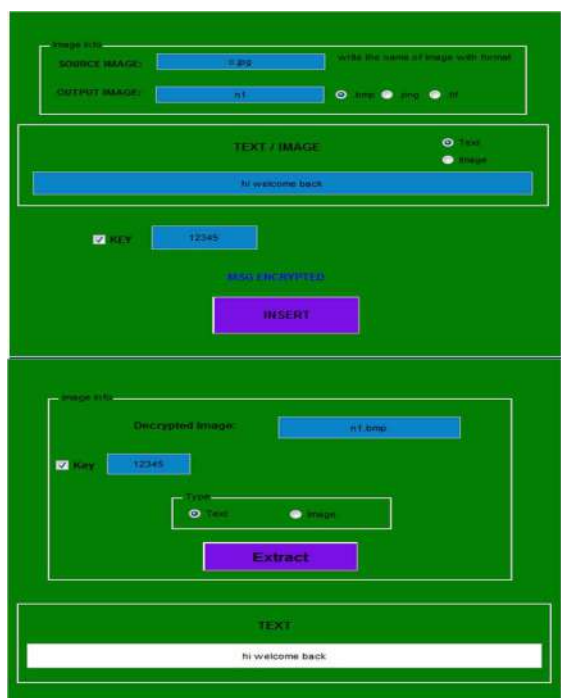 Image Info
SOURCE IMAGE: c.jpg write the name of image with format
OUTPUT IMAGE: n1 .bmp .png .tif
TEXT / IMAGE Text
Image
hi welcome back
KEY 12345
MSG ENCRYPTED
INSERT
Image Info
Decrypted Image: n1.bmp
Key 12345
Type
Text Image
Extract
TEXT
hi welcome back